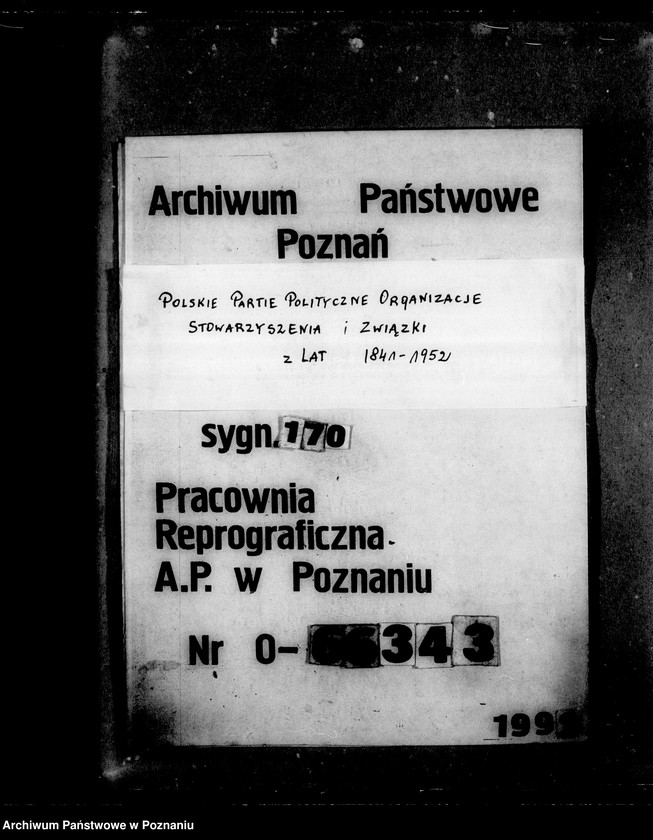 Archiwum Państwowe
Poznań
POLSKIE PARTIE POLITYCZNE ORGANIZACJE
STOWARZYSZENIA i ZWIĄZKI
z LAT 1841-1952
sygn. 170
Pracownia
Reprograficzna.
A.P. w Poznaniu
Nr O-66343
Archiwum Państwowe w Poznaniu